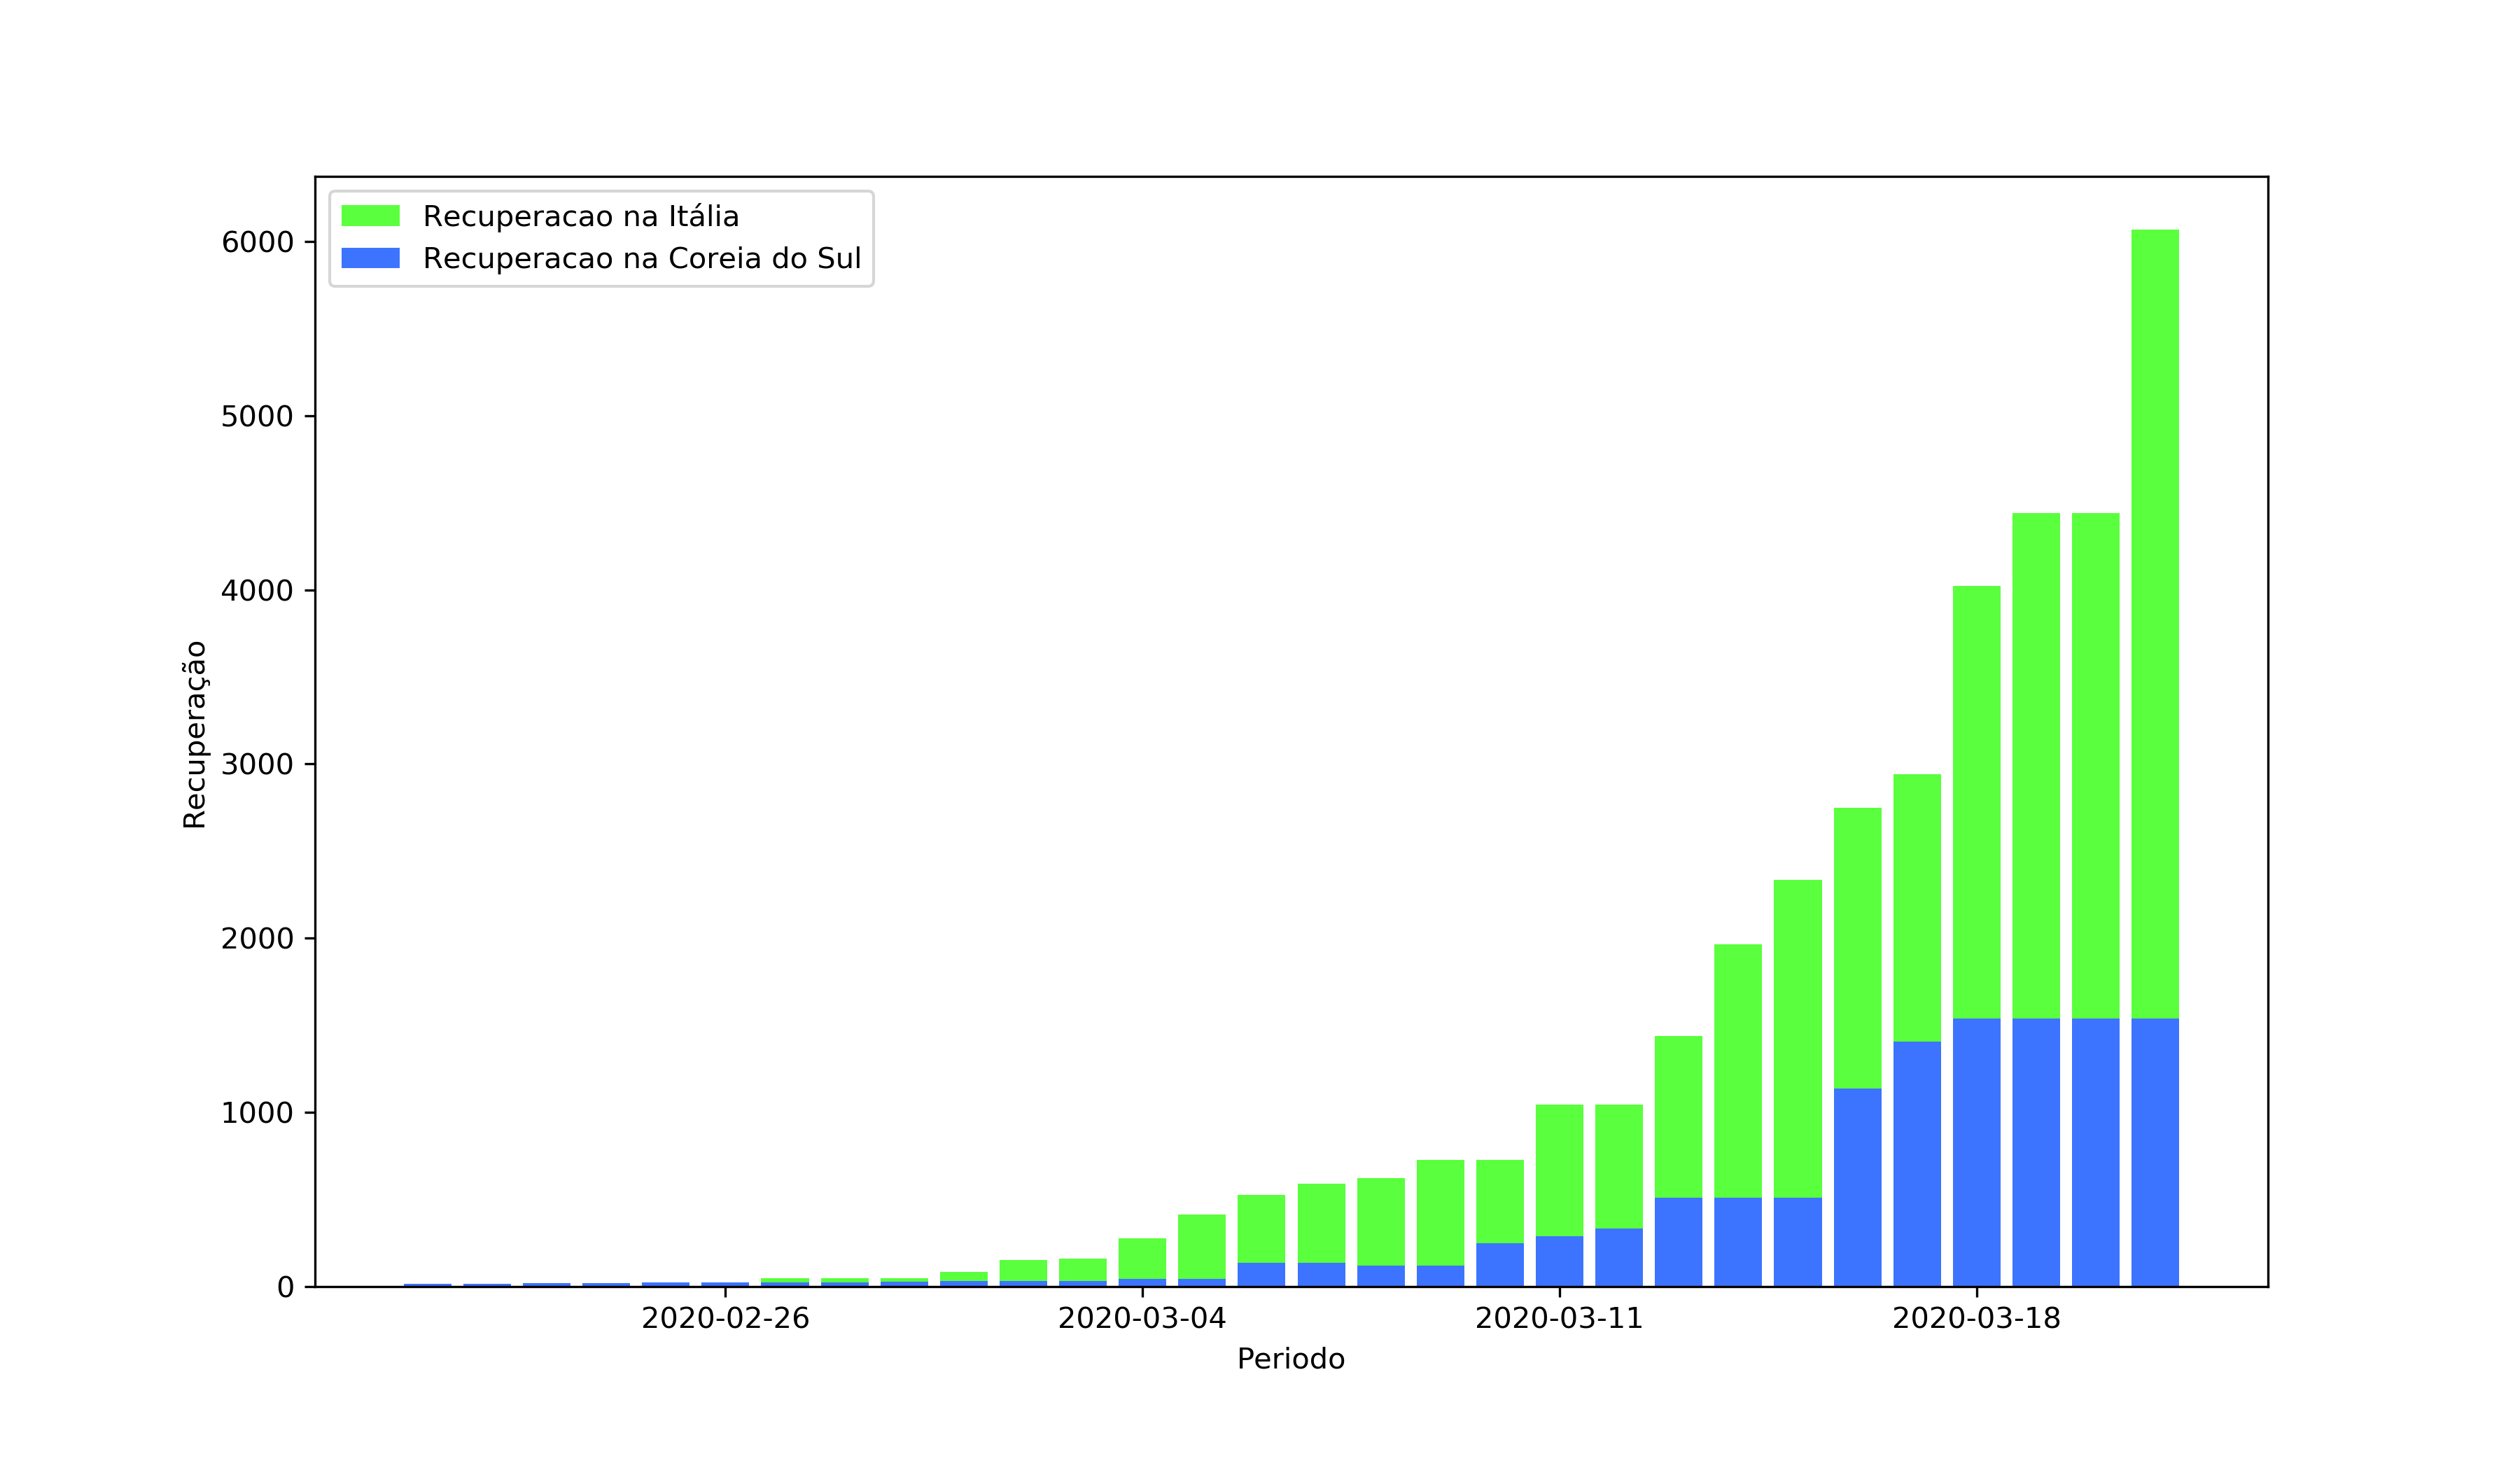 Recuperacao na Itália
Recuperacao na Coreia do Sul
6000
5000
4000
3000
2000
1000
0
Recuperação
2020-02-26
2020-03-04
2020-03-11
2020-03-18
Periodo